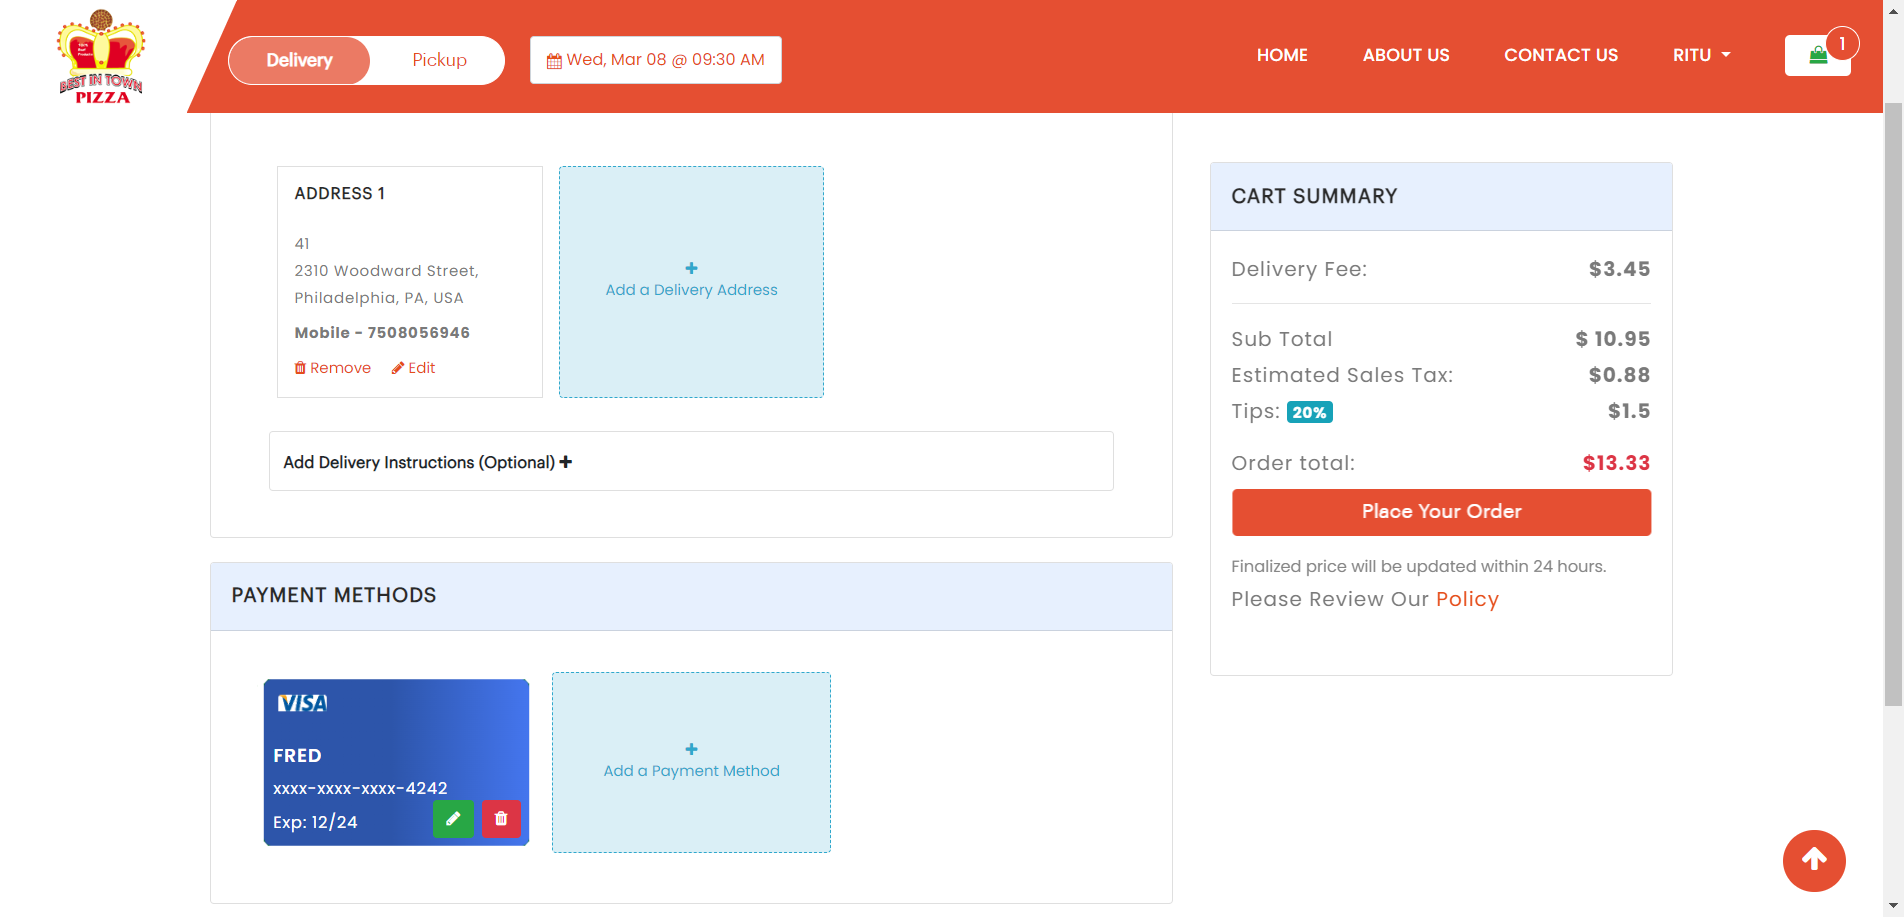 BEST IN TOWN
PIZZA
Delivery
Pickup
Wed, Mar 08 @ 09:30 AM
HOME
ABOUT US
CONTACT US
RITU
1
ADDRESS 1
41
2310 Woodward Street,
Philadelphia, PA, USA
Mobile - 7508056946
Remove
Edit
+
Add a Delivery Address
Add Delivery Instructions (Optional) +
PAYMENT METHODS
VISA
FRED
xxxx-xxxx-xxxx-4242
Exp: 12/24
+
Add a Payment Method
CART SUMMARY
Delivery Fee: $3.45
Sub Total $ 10.95
Estimated Sales Tax: $0.88
Tips: 20% $1.5
Order total: $13.33
Place Your Order
Finalized price will be updated within 24 hours.
Please Review Our Policy